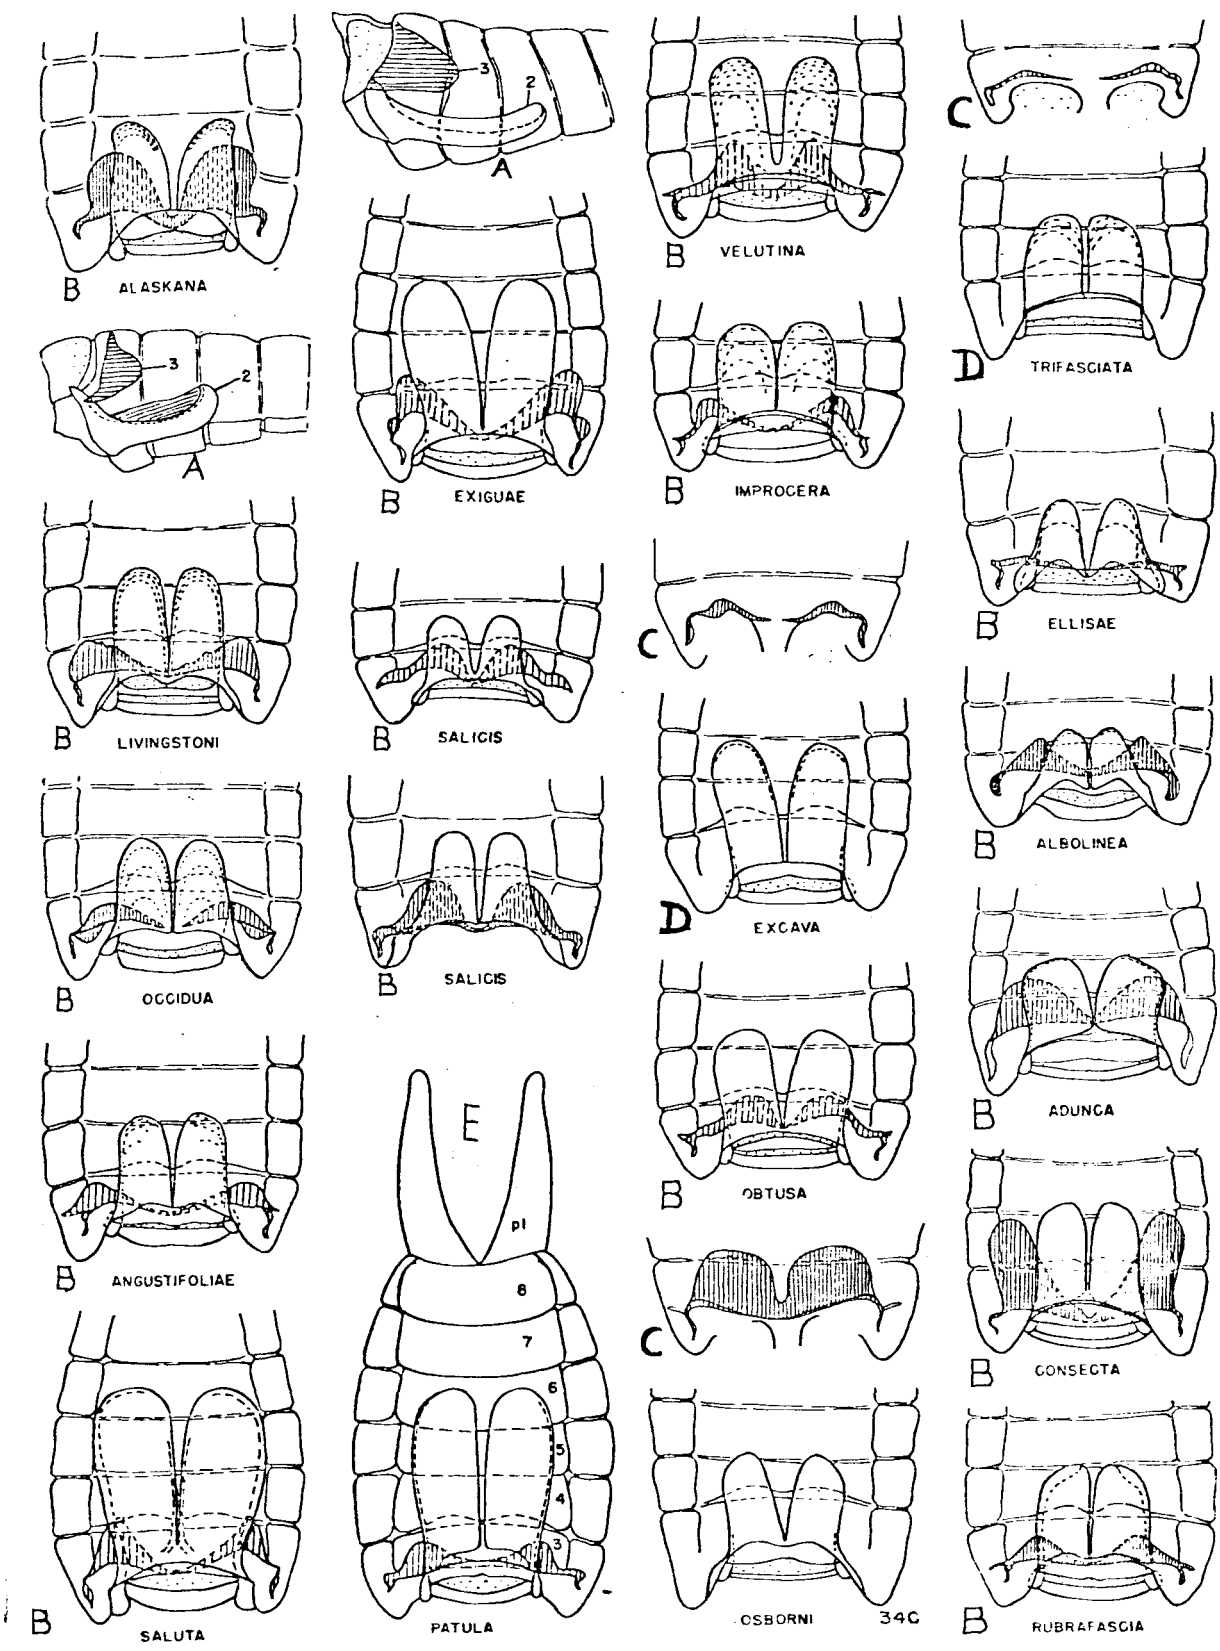 B ALASKANA
3
2
A
3
2
A
B LIVINGSTONI
B OCCIDUA
B ANGUSTIFOLIAE
B SALUTA
B EXIGUAE
B SALICIS
B SALICIS
E
pl
8
7
6
5
4
3
PATULA
B VELUTINA
B IMPROCERA
C
D EXCAVA
B OBTUSA
C
OSBORNI 34C
C
D TRIFASCIATA
B ELLISAE
B ALBOLINEA
B ADUNCA
B CONSECTA
B RUBRAFASCIA